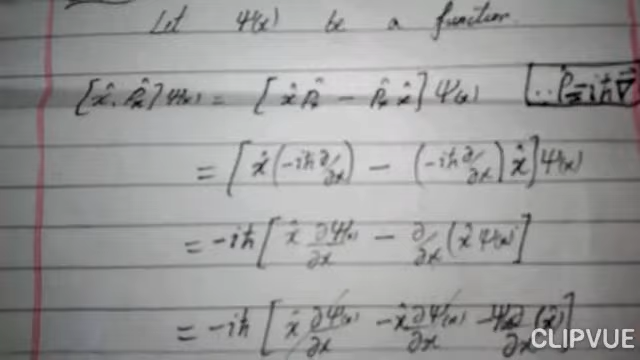 Let Ψ(x) be a function.
[x̂, P̂x] Ψ(x) = [x̂ P̂x − P̂x x̂] Ψ(x) [∵ P̂ = −iħ∇⃗
= [x̂ (−iħ ∂/∂x) − (−iħ ∂/∂x) x̂] Ψ(x)
= −iħ [x̂ ∂Ψ(x)/∂x − ∂/∂x (x̂ Ψ(x))]
= −iħ [x̂ ∂Ψ(x)/∂x − x̂ ∂Ψ(x)/∂x − Ψ(x) ∂/∂x (x̂)]
CLIPVUE